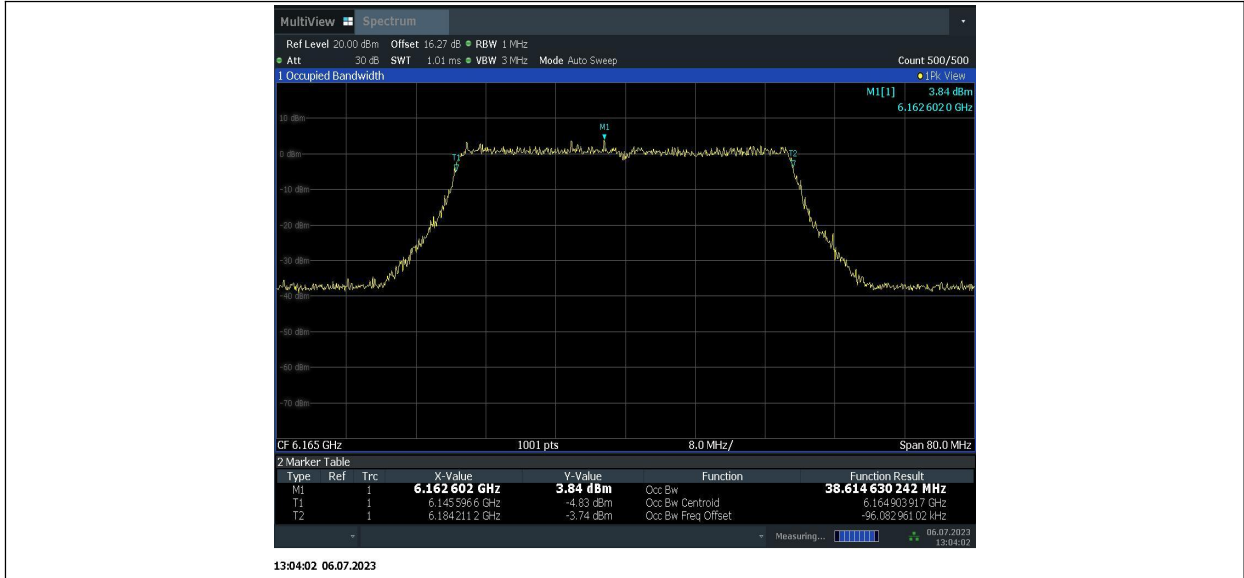 MultiView Spectrum
Ref Level 20.00 dBm Offset 16.27 dB RBW 1 MHz
Att 30 dB SWT 1.01 ms VBW 3 MHz Mode Auto Sweep Count 500/500
1 Occupied Bandwidth 1Pk View
M1[1] 3.84 dBm
6.162 602 0 GHz
10 dBm
M1
0 dBm
T1
T2
-10 dBm
-20 dBm
-30 dBm
-40 dBm
-50 dBm
-60 dBm
-70 dBm
CF 6.165 GHz 1001 pts 8.0 MHz/ Span 80.0 MHz
2 Marker Table
Type Ref Trc X-Value Y-Value Function Function Result
M1 1 6.162 602 GHz 3.84 dBm Occ Bw 38.614 630 242 MHz
T1 1 6.145 596 6 GHz -4.83 dBm Occ Bw Centroid 6.164 903 917 GHz
T2 1 6.184 211 2 GHz -3.74 dBm Occ Bw Freq Offset -96.082 961 02 kHz
Measuring... 06.07.2023
13:04:02
13:04:02 06.07.2023